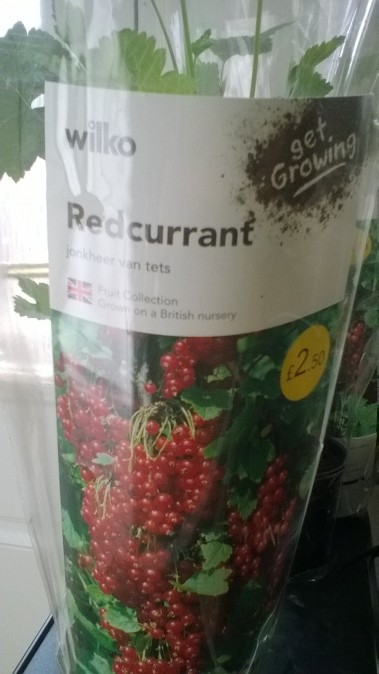 wilko
get
Growing
Redcurrant
jonkheer van tets
Fruit Collection
Grown on a British nursery
£2.50